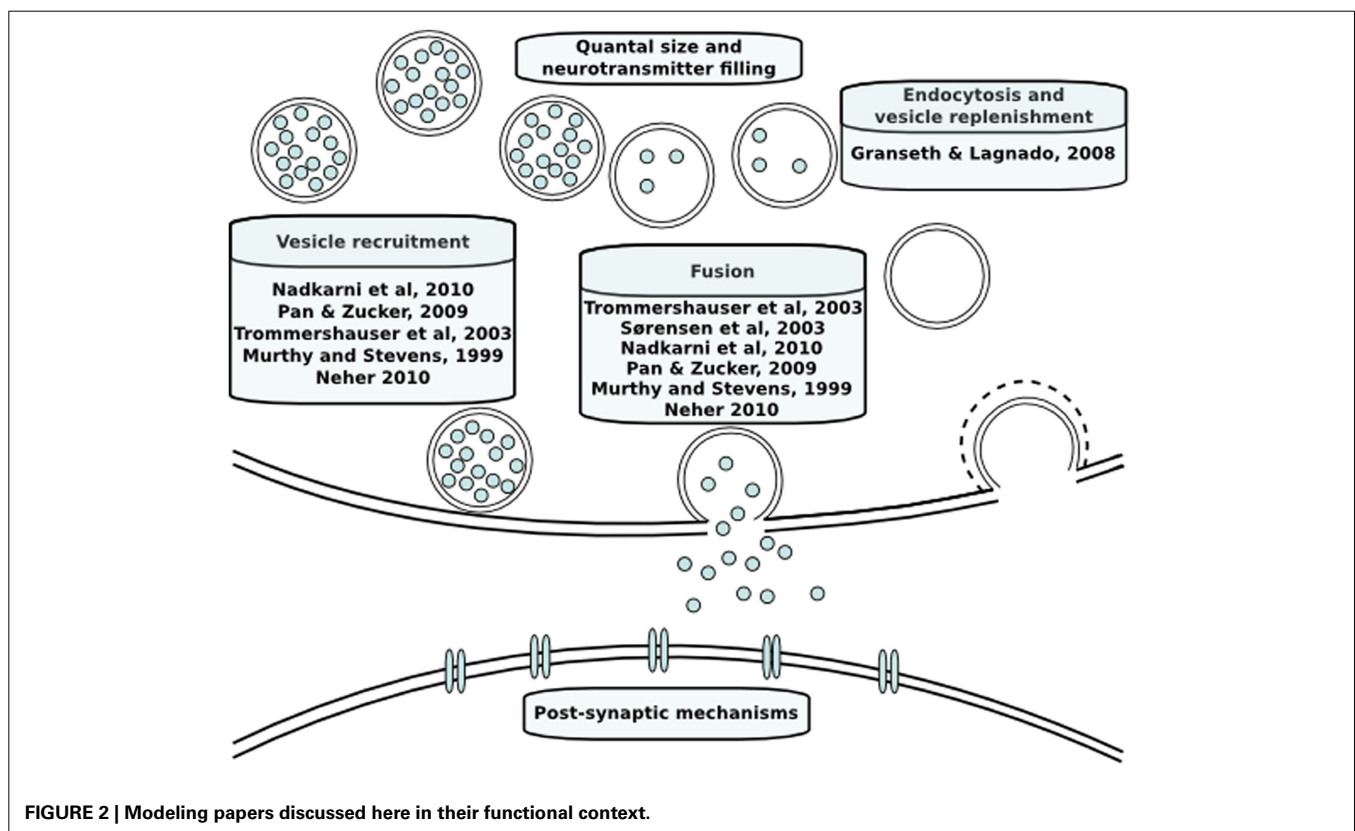 Quantal size and
neurotransmitter filling
Endocytosis and
vesicle replenishment
Granseth & Lagnado, 2008
Vesicle recruitment
Nadkarni et al, 2010
Pan & Zucker, 2009
Trommershauser et al, 2003
Murthy and Stevens, 1999
Neher 2010
Fusion
Trommershauser et al, 2003
Sørensen et al, 2003
Nadkarni et al, 2010
Pan & Zucker, 2009
Murthy and Stevens, 1999
Neher 2010
Post-synaptic mechanisms
FIGURE 2 | Modeling papers discussed here in their functional context.